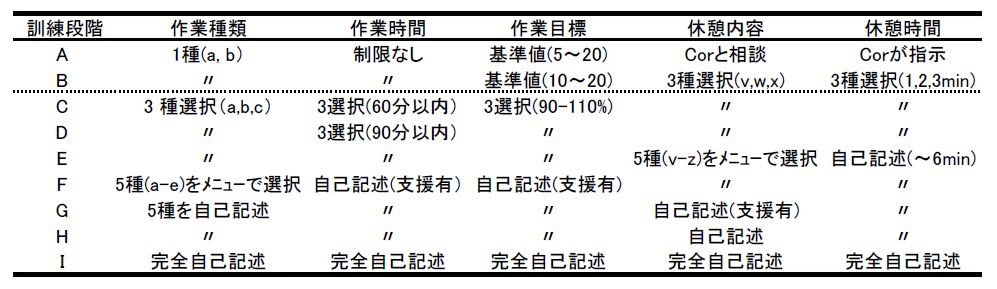 訓練段階 作業種類 作業時間 作業目標 休憩内容 休憩時間
A 1種(a, b) 制限なし 基準値(5～20) Corと相談 Corが指示
B 〃 〃 基準値(10～20) 3種選択(v,w,x) 3種選択(1,2,3min)
C 3 種選択(a,b,c) 3選択(60分以内) 3選択(90-110%) 〃 〃
D 〃 3選択(90分以内) 〃 〃 〃
E 〃 〃 〃 5種(v-z)をメニューで選択 自己記述(～6min)
F 5種(a-e)をメニューで選択 自己記述(支援有) 自己記述(支援有) 〃 〃
G 5種を自己記述 〃 〃 自己記述(支援有) 〃
H 〃 〃 〃 自己記述 〃
I 完全自己記述 完全自己記述 完全自己記述 完全自己記述 完全自己記述